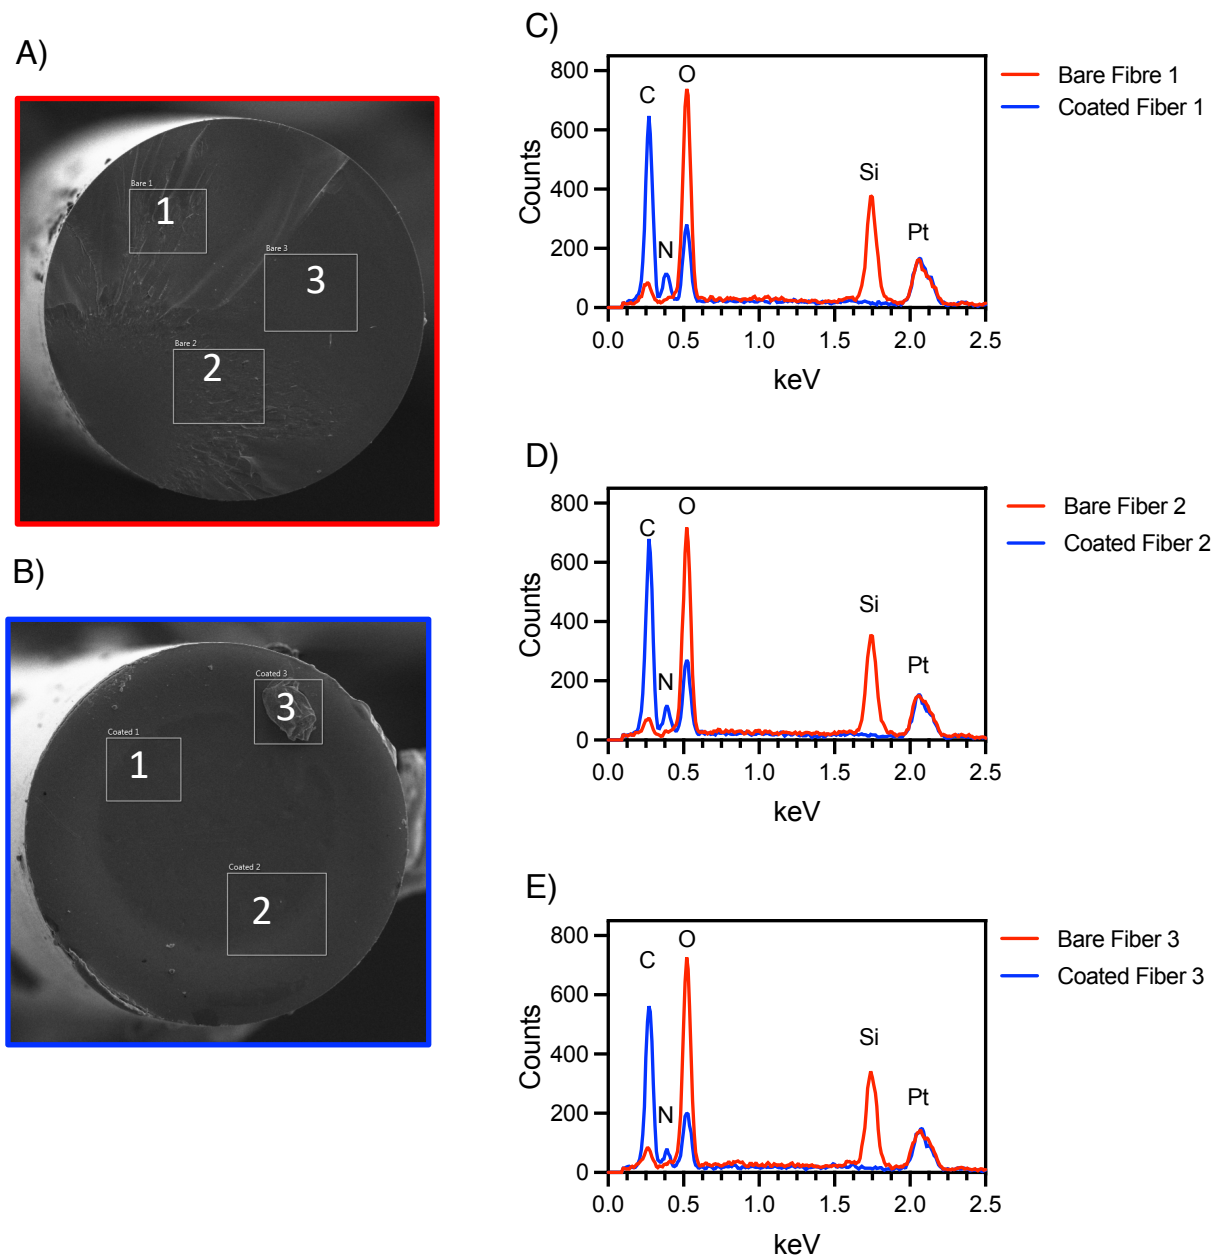 A)
Bare 1
1
Bare 3
3
Bare 2
2
B)
Coated 3
3
Coated 1
1
Coated 2
2
C)
800
600
400
200
0
Counts
C
N
O
Si
Pt
0.0 0.5 1.0 1.5 2.0 2.5
keV
Bare Fibre 1
Coated Fiber 1
D)
800
600
400
200
0
Counts
C
N
O
Si
Pt
0.0 0.5 1.0 1.5 2.0 2.5
keV
Bare Fiber 2
Coated Fiber 2
E)
800
600
400
200
0
Counts
C
N
O
Si
Pt
0.0 0.5 1.0 1.5 2.0 2.5
keV
Bare Fiber 3
Coated Fiber 3